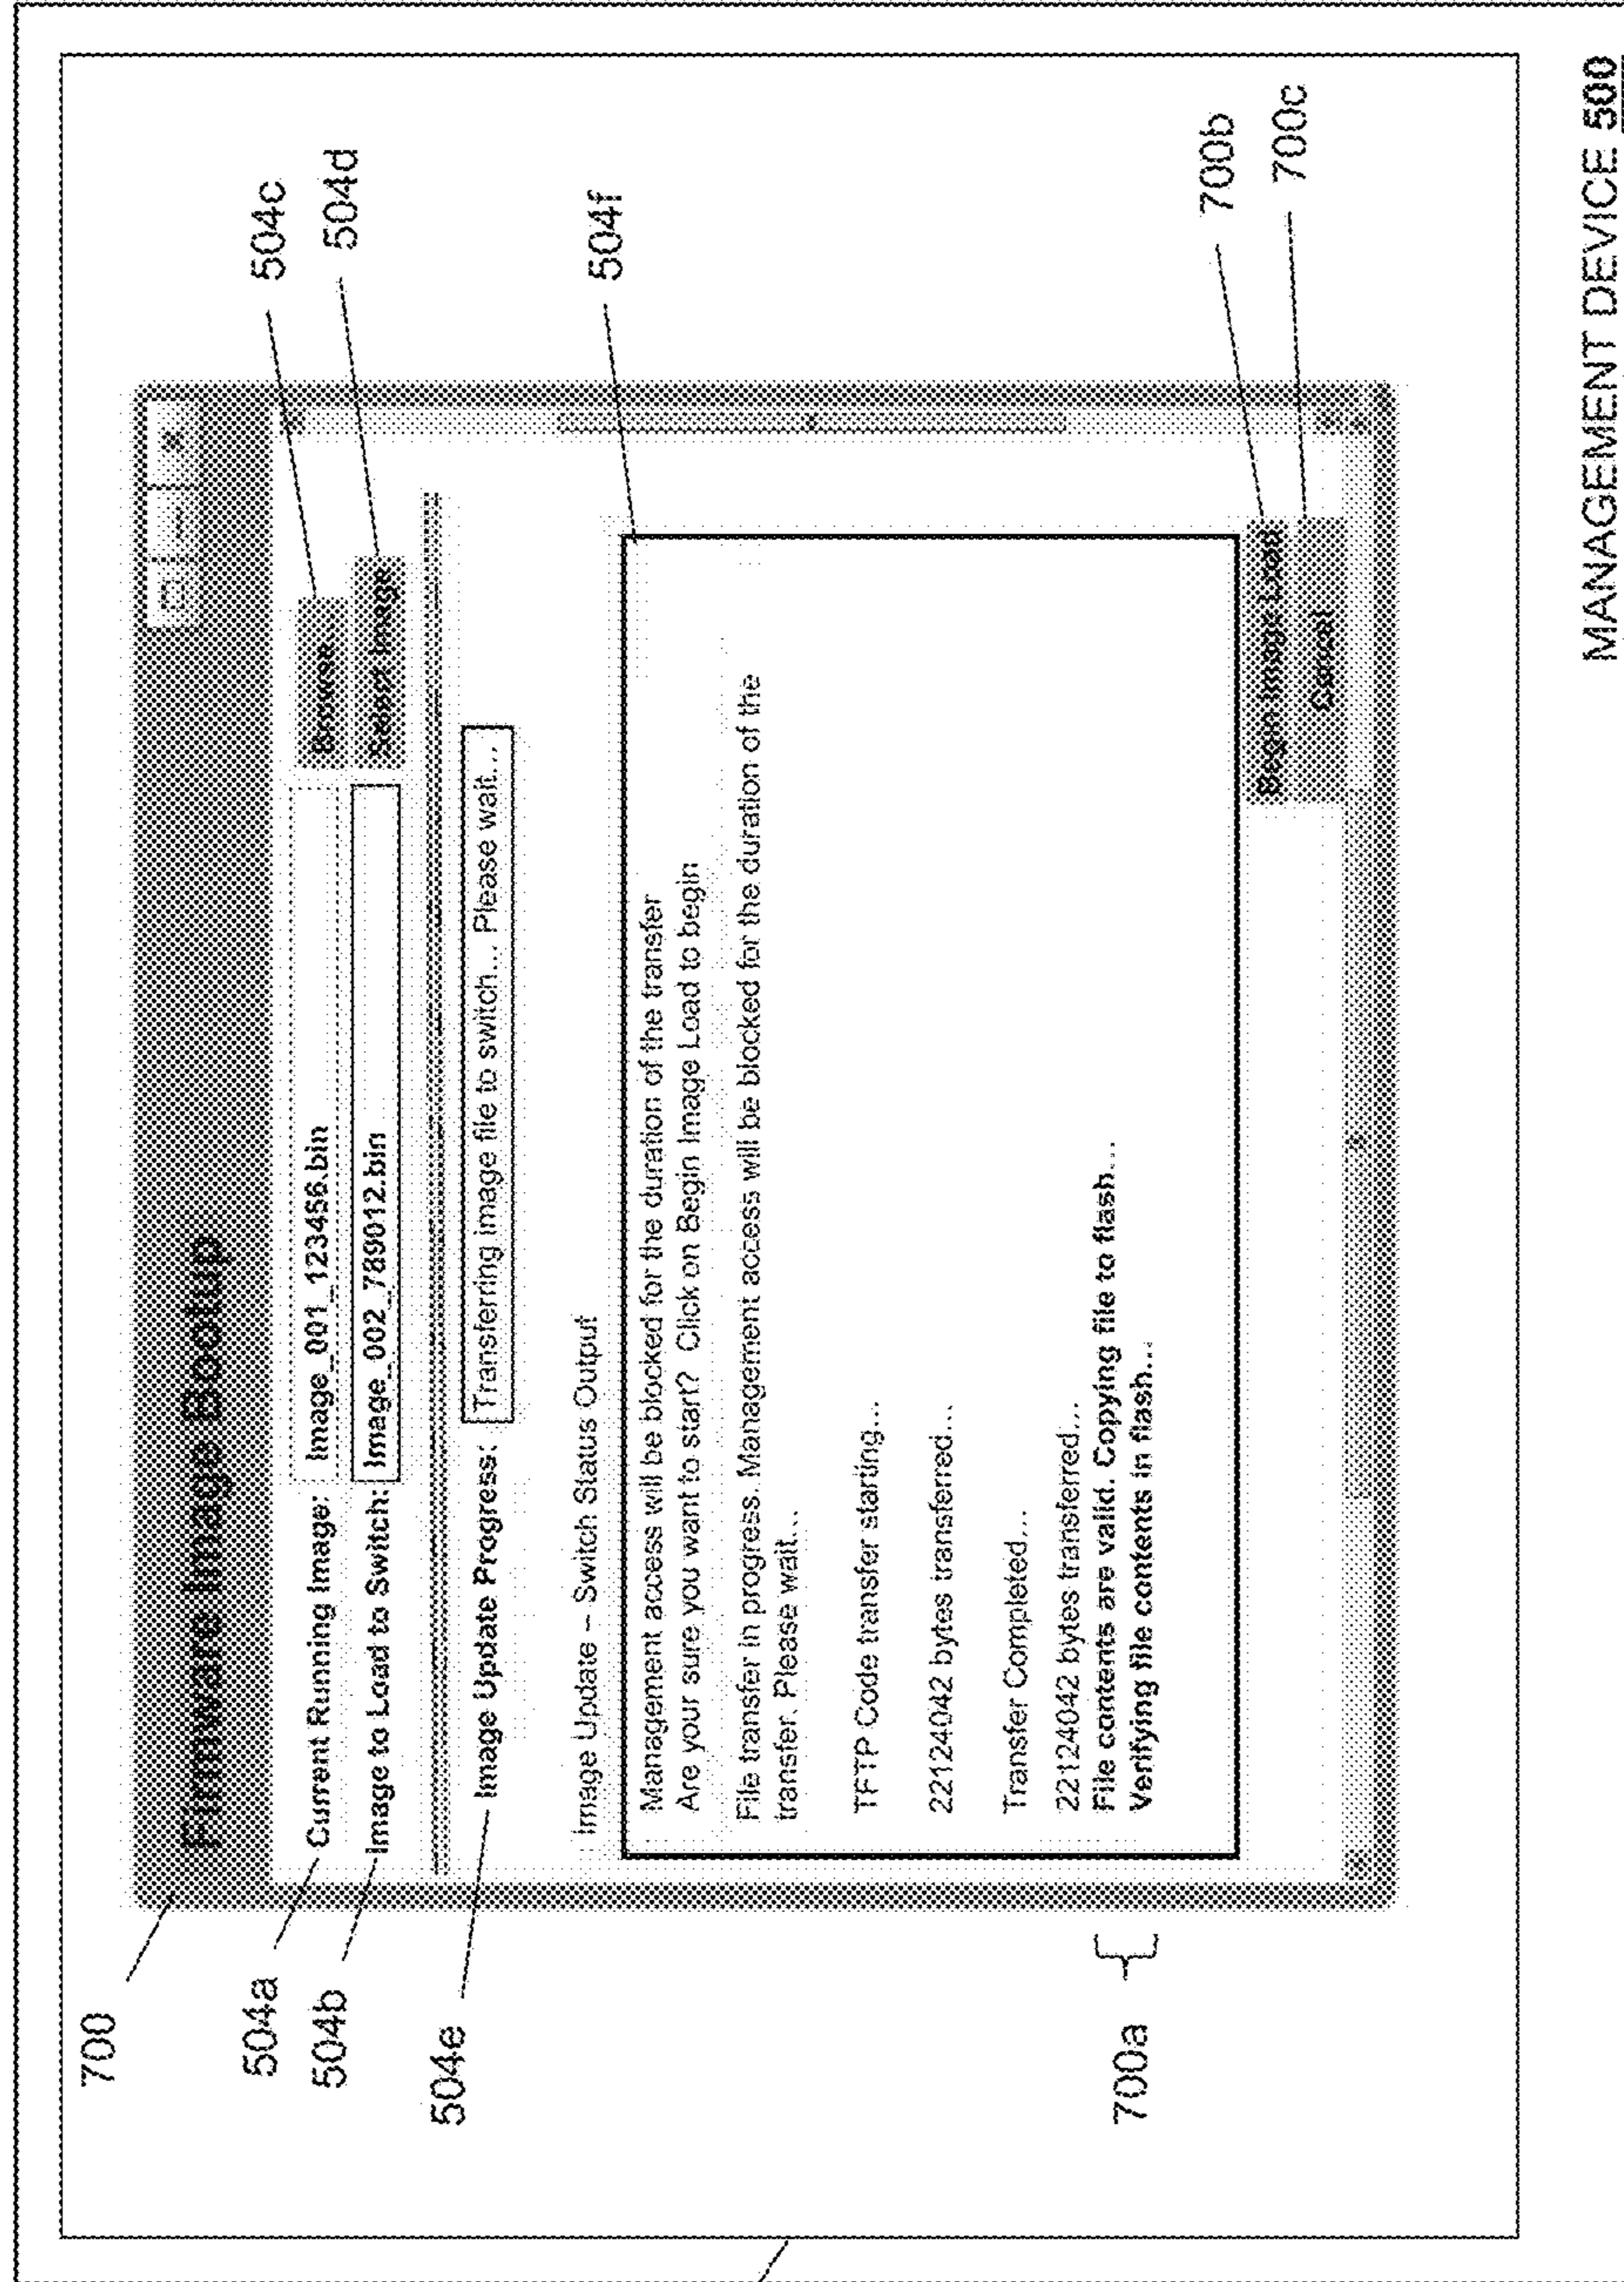 700
Firmware Image Bootup
504a
Current Running Image: Image_001_123456.bin
Browse...
504c
504b
Image to Load to Switch: Image_002_789012.bin
Select Image
504d
504e
Image Update Progress: Transferring image file to switch... Please wait...
Image Update – Switch Status Output
504f
Management access will be blocked for the duration of the transfer
Are your sure you want to start? Click on Begin Image Load to begin
File transfer in progress. Management access will be blocked for the duration of the
transfer. Please wait...
TFTP Code transfer starting...
22124042 bytes transferred...
Transfer Completed...
22124042 bytes transferred...
700a
File contents are valid. Copying file to flash...
Verifying file contents in flash...
Begin Image Load
700b
Cancel
700c
MANAGEMENT DEVICE 500